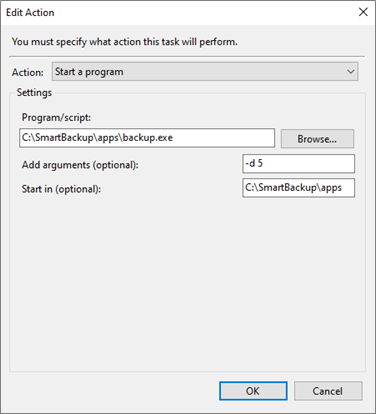 Edit Action
You must specify what action this task will perform.
Action: Start a program
Settings
Program/script:
C:\SmartBackup\apps\backup.exe Browse...
Add arguments (optional): -d 5
Start in (optional): C:\SmartBackup\apps
OK Cancel